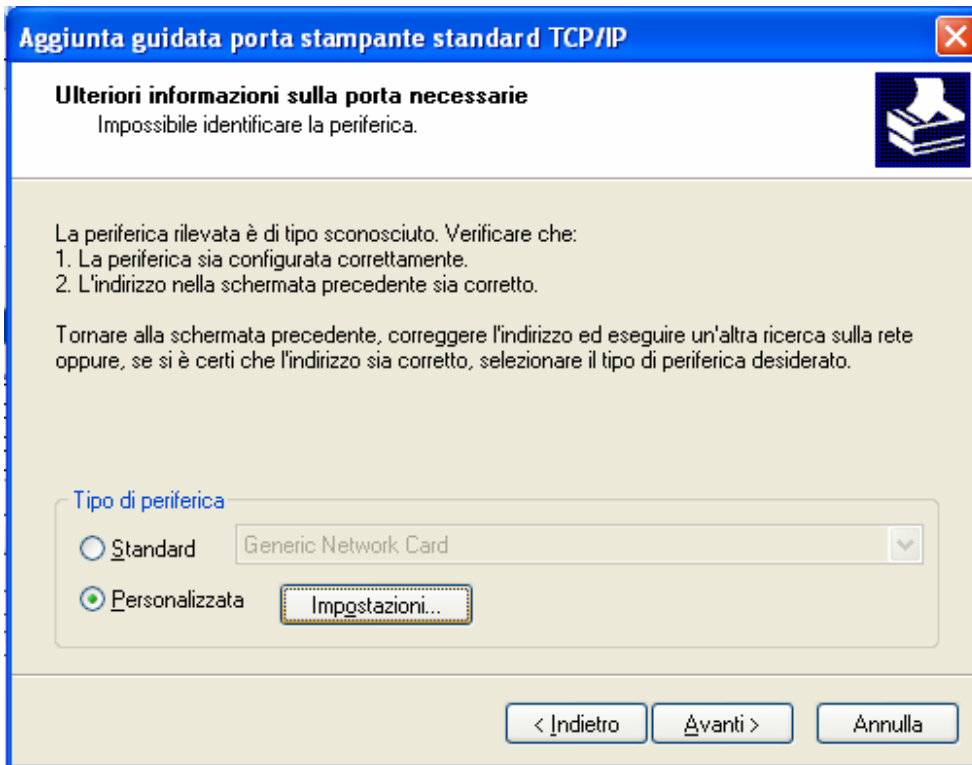 Aggiunta guidata porta stampante standard TCP/IP
Ulteriori informazioni sulla porta necessarie
Impossibile identificare la periferica.
La periferica rilevata è di tipo sconosciuto. Verificare che:
1. La periferica sia configurata correttamente.
2. L'indirizzo nella schermata precedente sia corretto.
Tornare alla schermata precedente, correggere l'indirizzo ed eseguire un'altra ricerca sulla rete
oppure, se si è certi che l'indirizzo sia corretto, selezionare il tipo di periferica desiderato.
Tipo di periferica
Standard
Generic Network Card
Personalizzata
Impostazioni...
< Indietro
Avanti >
Annulla